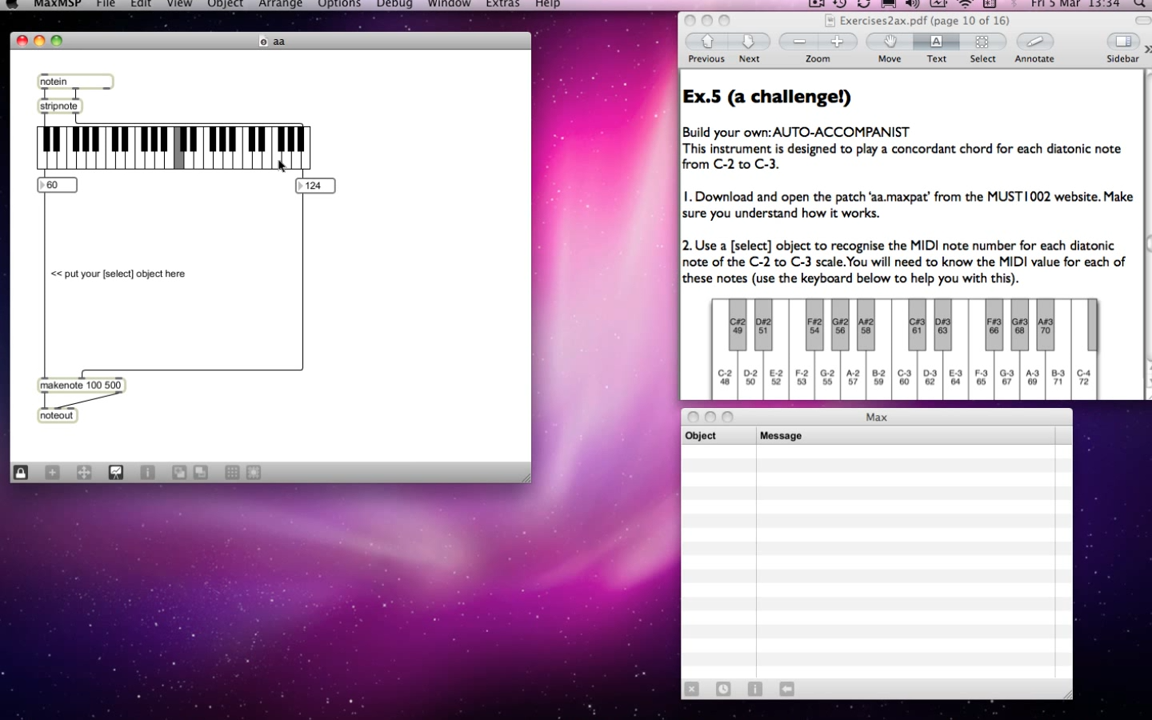 MaxMSP File Edit View Object Arrange Options Debug Window Extras Help Fri 5 Mar 13:34
aa
notein
stripnote
60
124
<< put your [select] object here
makenote 100 500
noteout
Exercises2ax.pdf (page 10 of 16)
Previous Next Zoom Move Text Select Annotate Sidebar
Ex.5 (a challenge!)
Build your own: AUTO-ACCOMPANIST
This instrument is designed to play a concordant chord for each diatonic note
from C-2 to C-3.
1. Download and open the patch ‘aa.maxpat’ from the MUST1002 website. Make
sure you understand how it works.
2. Use a [select] object to recognise the MIDI note number for each diatonic
note of the C-2 to C-3 scale. You will need to know the MIDI value for each of
these notes (use the keyboard below to help you with this).
C#2 D#2 F#2 G#2 A#2 C#3 D#3 F#3 G#3 A#3
49 51 54 56 58 61 63 66 68 70
C-2 D-2 E-2 F-2 G-2 A-2 B-2 C-3 D-3 E-3 F-3 G-3 A-3 B-3 C-4
48 50 52 53 55 57 59 60 62 64 65 67 69 71 72
Max
Object Message